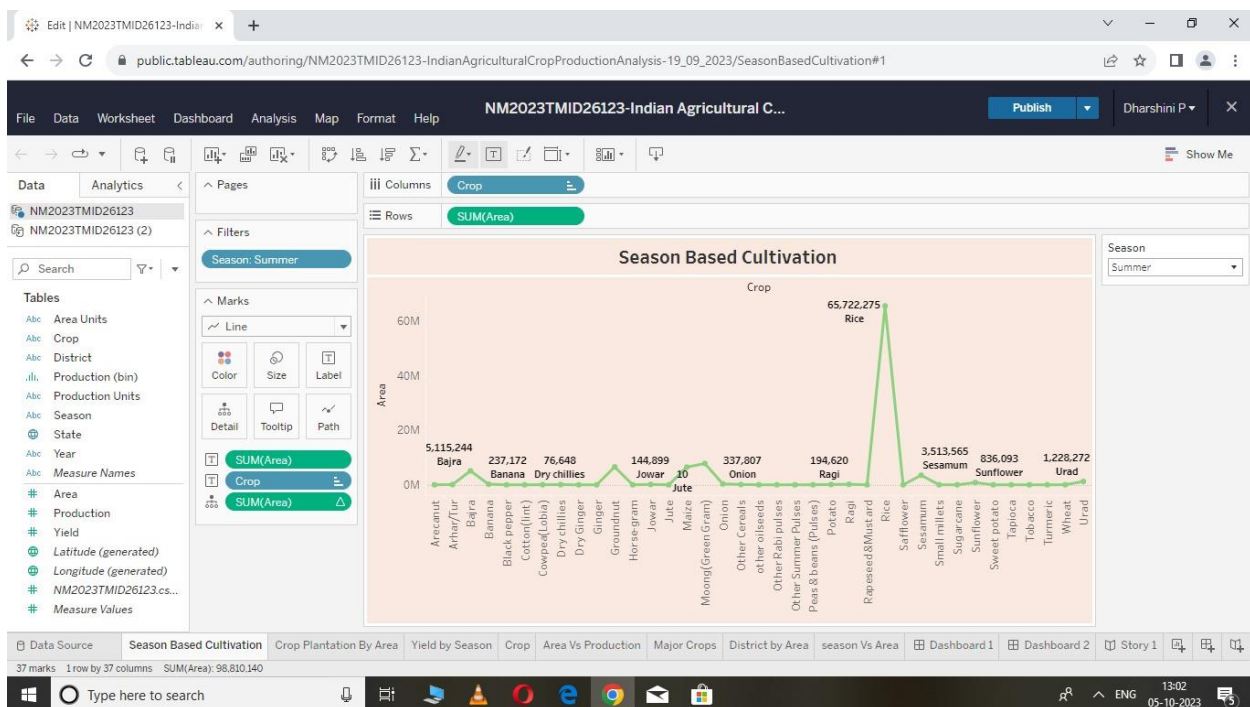 Edit | NM2023TMID26123-India
public.tableau.com/authoring/NM2023TMID26123-IndianAgriculturalCropProductionAnalysis-19_09_2023/SeasonBasedCultivation#1
NM2023TMID26123-Indian Agricultural C...
Publish
Dharshini P
File Data Worksheet Dashboard Analysis Map Format Help
Show Me
Data Analytics
NM2023TMID26123
NM2023TMID26123 (2)
Search
Tables
Abc Area Units
Abc Crop
Abc District
Production (bin)
Abc Production Units
Abc Season
State
Abc Year
Abc Measure Names
# Area
# Production
# Yield
Latitude (generated)
Longitude (generated)
# NM2023TMID26123.cs...
# Measure Values
Pages
Filters
Season: Summer
Marks
Line
Color Size Label
Detail Tooltip Path
T SUM(Area)
T Crop
SUM(Area)
iii Columns Crop
Rows SUM(Area)
Season Based Cultivation
Crop
Area
60M
40M
20M
0M
5,115,244
Bajra
237,172
Banana
76,648
Dry chillies
144,899
Jowar
10
Jute
337,807
Onion
194,620
Ragi
65,722,275
Rice
3,513,565
Sesamum
836,093
Sunflower
1,228,272
Urad
Arecanut
Arhar/Tur
Bajra
Banana
Black pepper
Cotton(lint)
Cowpea(Lobia)
Dry chillies
Dry Ginger
Ginger
Groundnut
Horse-gram
Jowar
Jute
Maize
Moong(Green Gram)
Onion
Other Cereals
other oilseeds
Other Rabi pulses
Other Summer Pulses
Peas & beans (Pulses)
Potato
Ragi
Rapeseed&Mustard
Rice
Safflower
Sesamum
Small millets
Sugarcane
Sunflower
Sweet potato
Tapioca
Tobacco
Turmeric
Wheat
Urad
Season
Summer
Data Source Season Based Cultivation Crop Plantation By Area Yield by Season Crop Area Vs Production Major Crops District by Area season Vs Area Dashboard 1 Dashboard 2 Story 1
37 marks 1 row by 37 columns SUM(Area): 98,810,140
Type here to search
ENG
13:02
05-10-2023
5